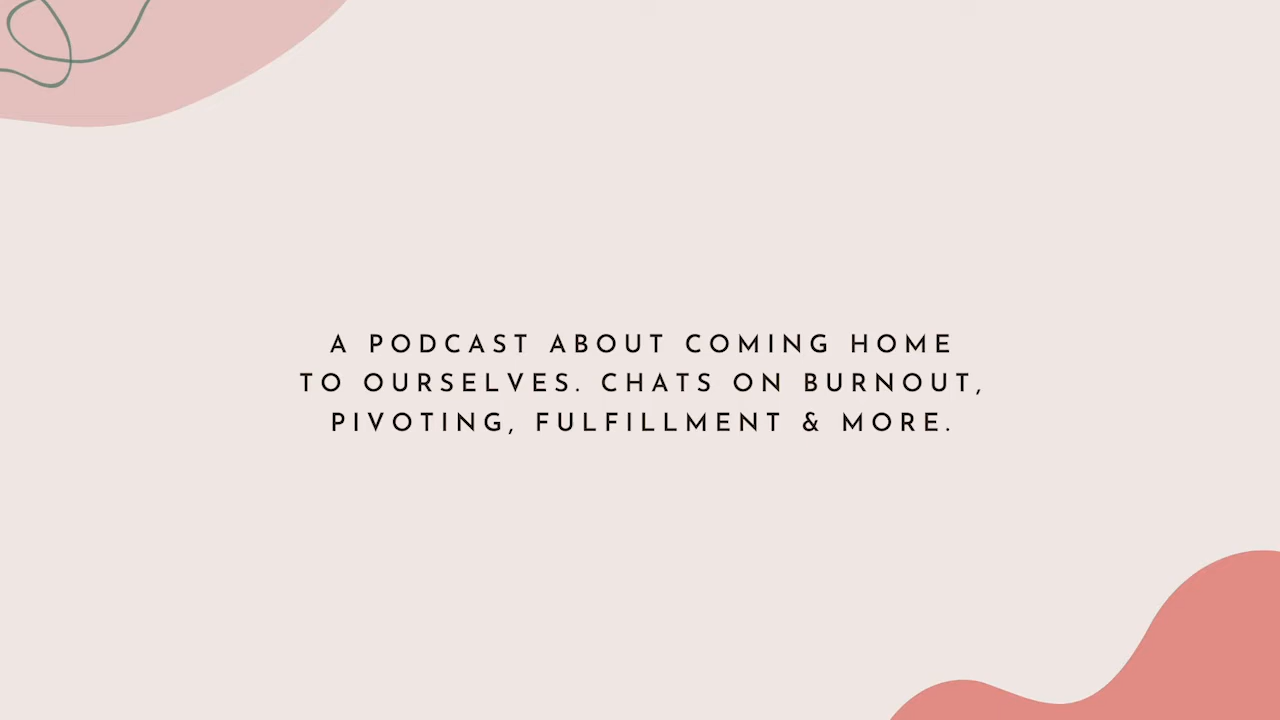 A PODCAST ABOUT COMING HOME
TO OURSELVES. CHATS ON BURNOUT,
PIVOTING, FULFILLMENT & MORE.